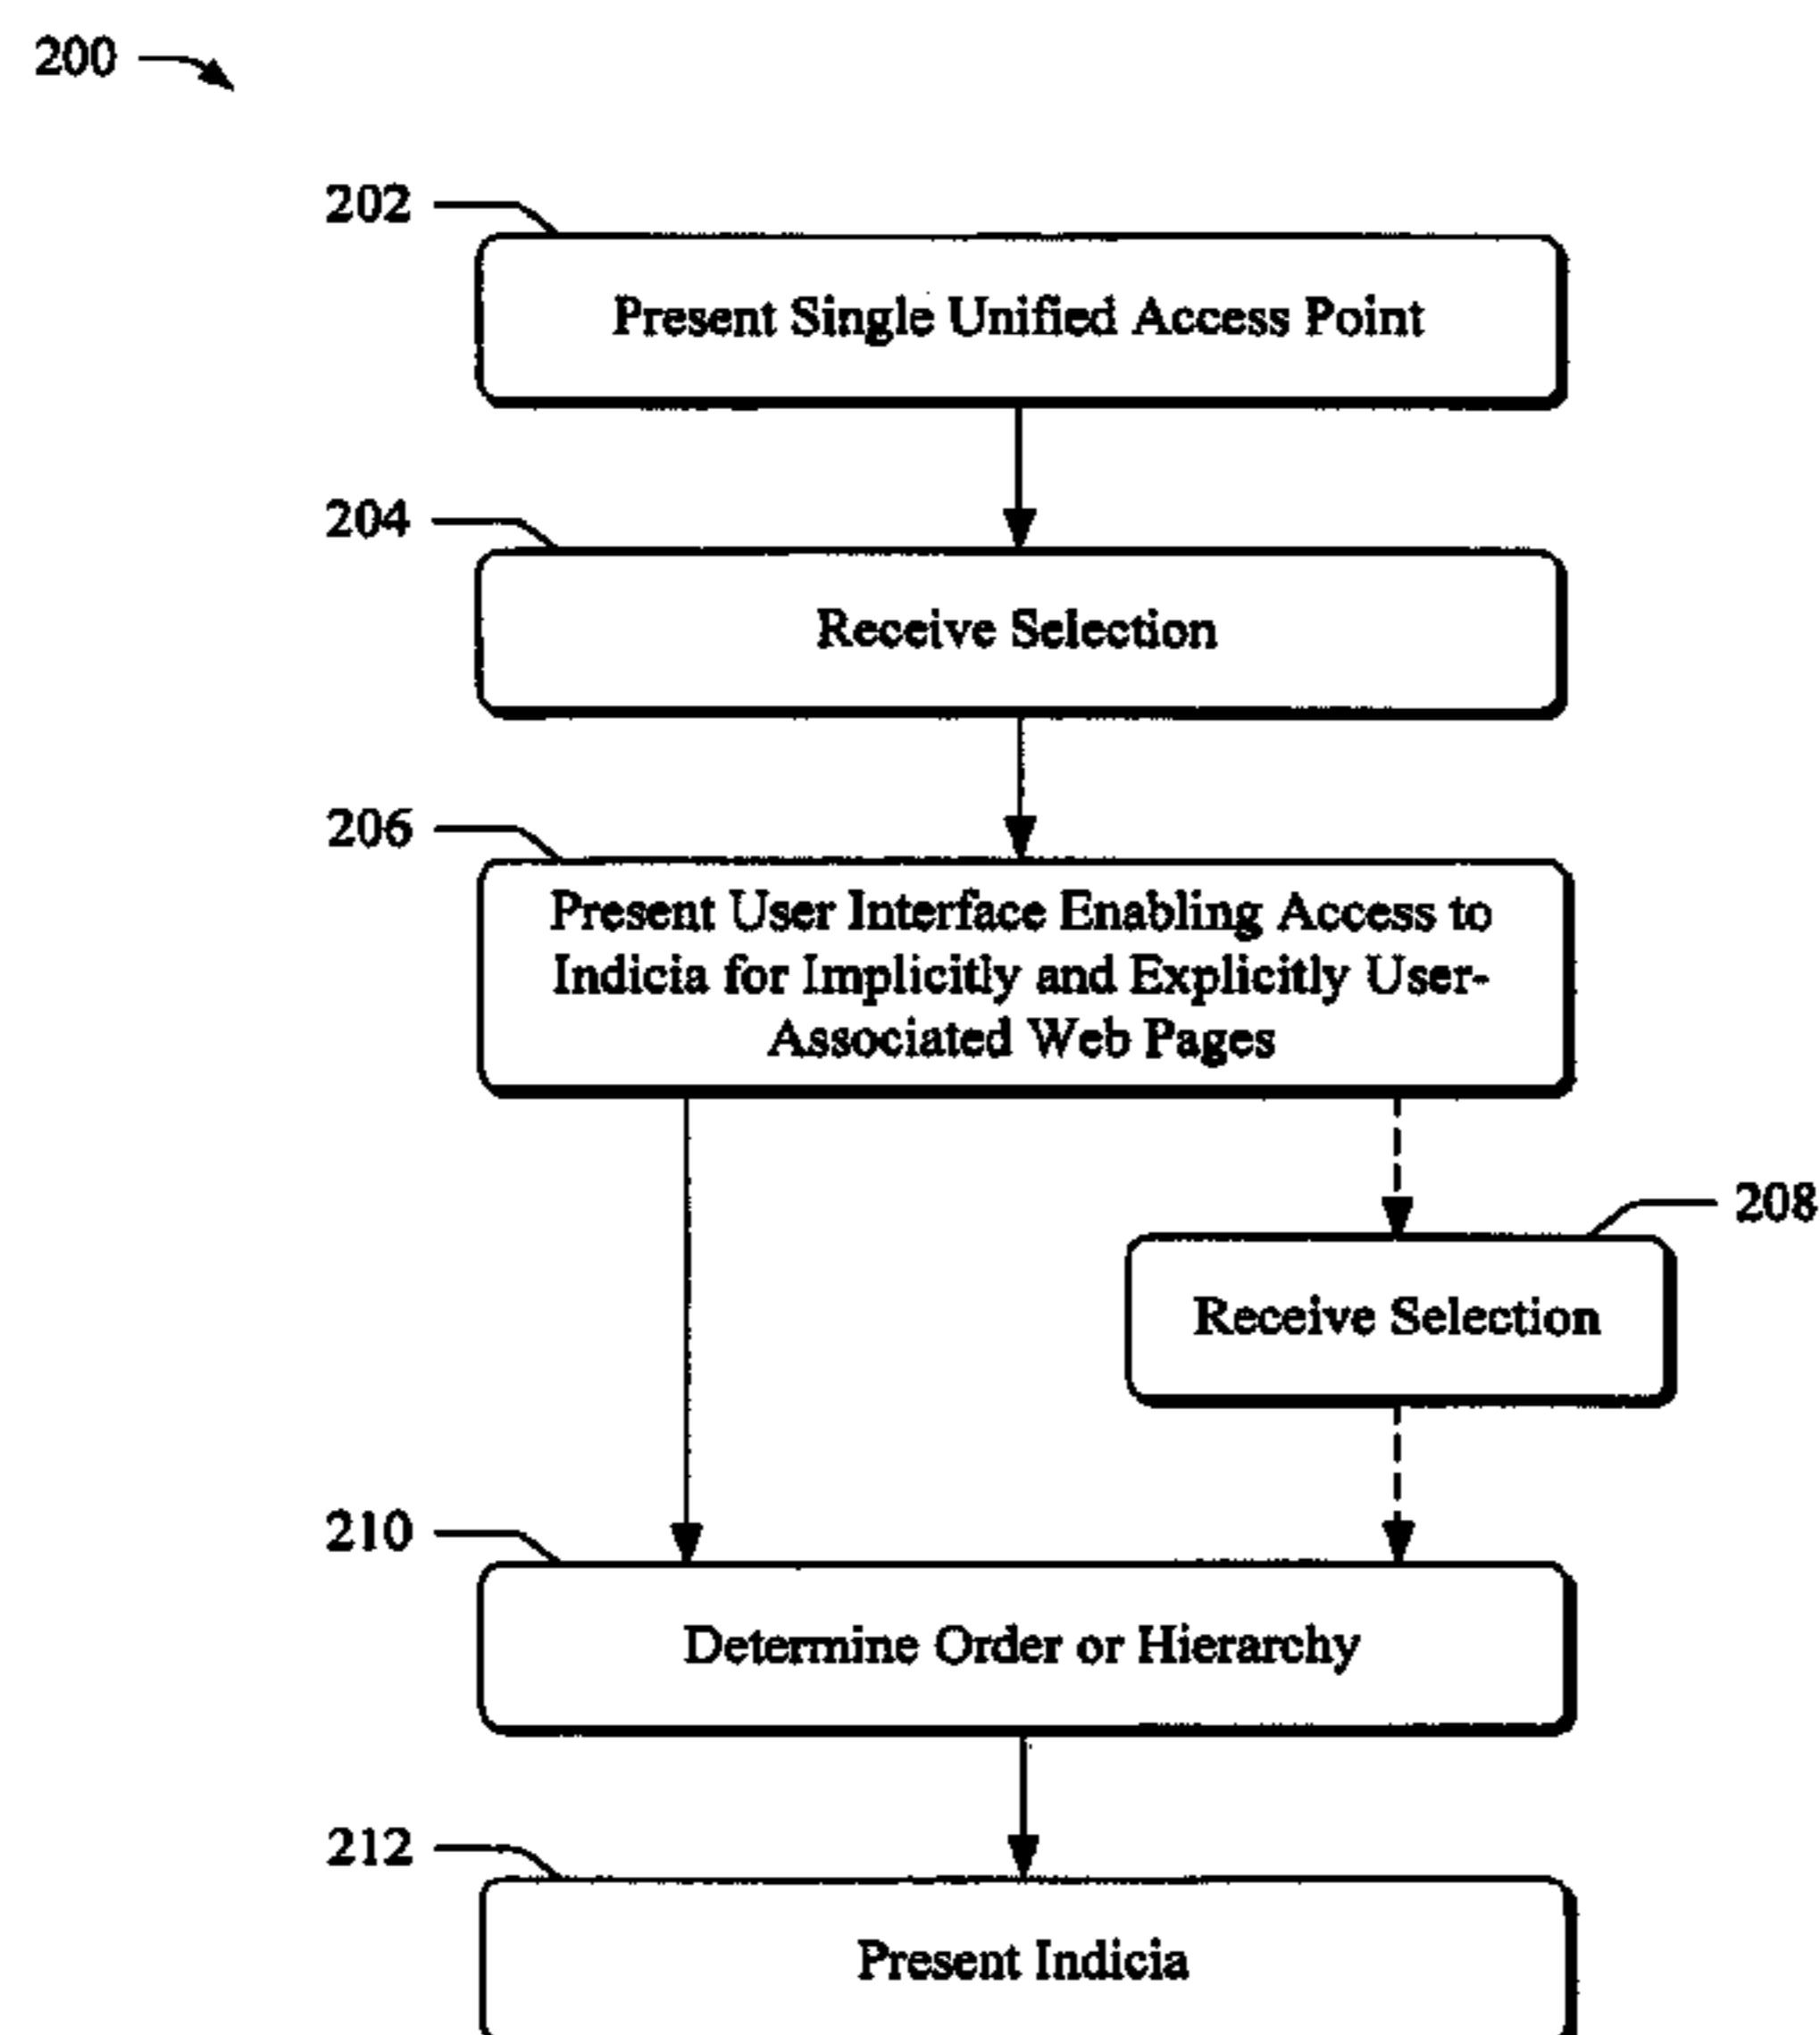 200
202
Present Single Unified Access Point
204
Receive Selection
206
Present User Interface Enabling Access to
Indicia for Implicitly and Explicitly User-
Associated Web Pages
208
Receive Selection
210
Determine Order or Hierarchy
212
Present Indicia